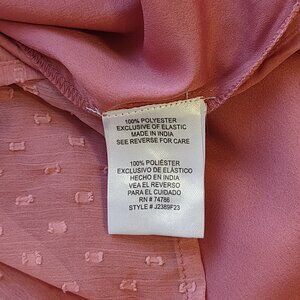 100% POLYESTER
EXCLUSIVE OF ELASTIC
MADE IN INDIA
SEE REVERSE FOR CARE
100% POLIÉSTER
EXCLUSIVO DE ELÁSTICO
HECHO EN INDIA
VEA EL REVERSO
PARA EL CUIDADO
RN # 74786
STYLE # J2389F23